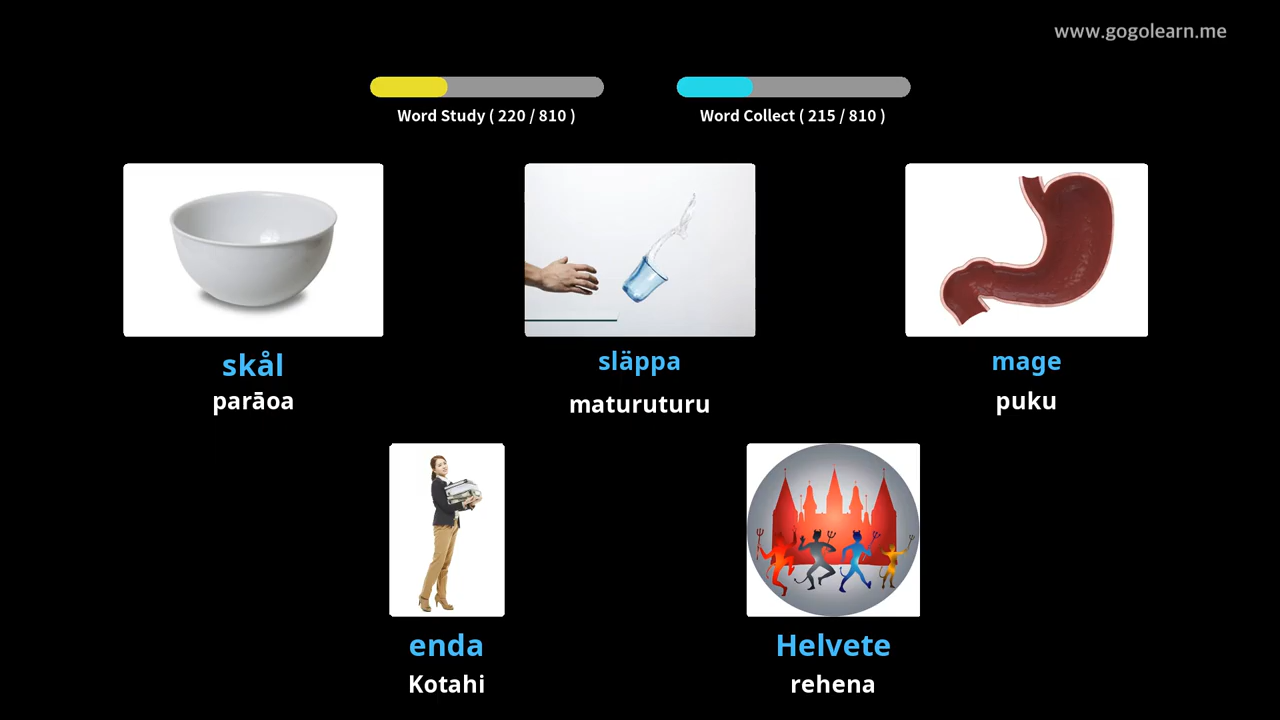 www.gogolearn.me
Word Study ( 220 / 810 )
Word Collect ( 215 / 810 )
skål
släppa
mage
parāoa
maturuturu
puku
enda
Helvete
Kotahi
rehena